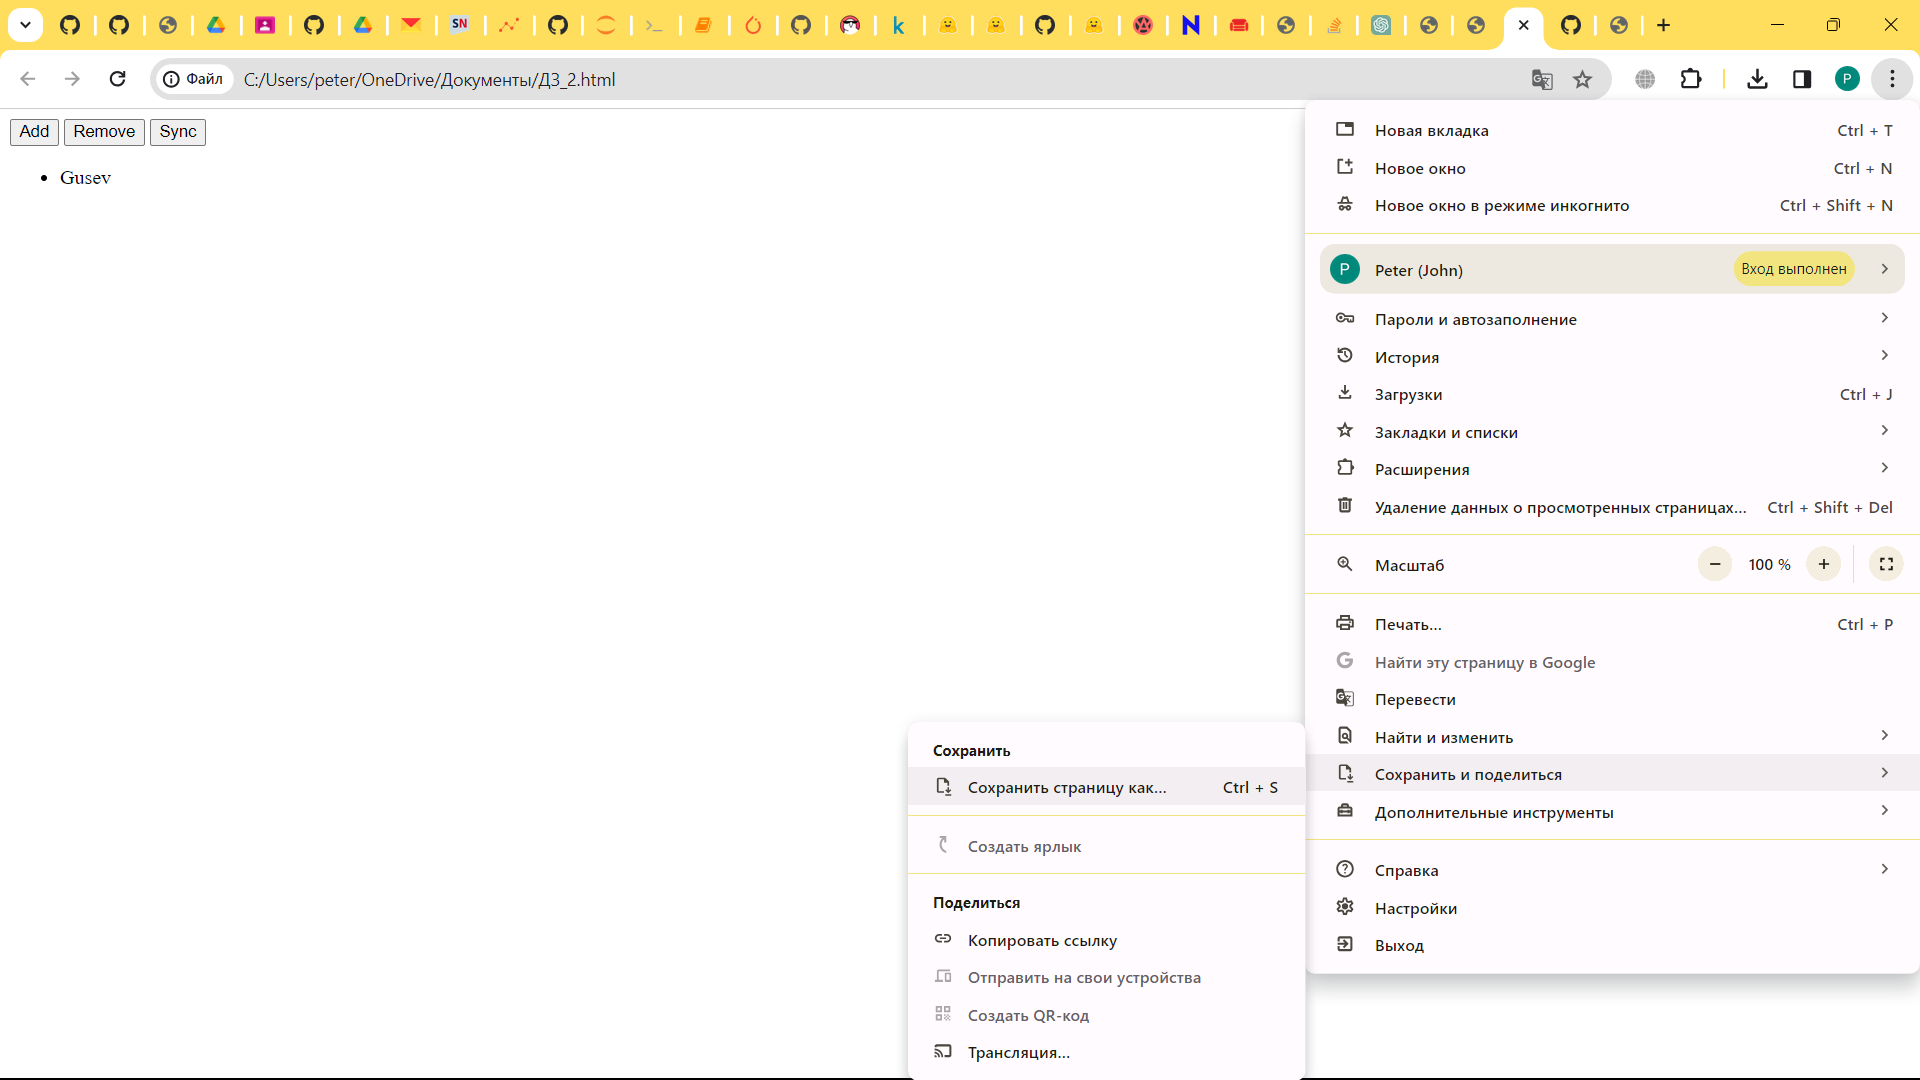 SN
k
Файл
C:/Users/peter/OneDrive/Документы/ДЗ_2.html
P
Add
Remove
Sync
Gusev
Новая вкладка Ctrl + T
Новое окно Ctrl + N
Новое окно в режиме инкогнито Ctrl + Shift + N
P Peter (John) Вход выполнен
Пароли и автозаполнение
История
Загрузки Ctrl + J
Закладки и списки
Расширения
Удаление данных о просмотренных страницах... Ctrl + Shift + Del
Масштаб − 100 % +
Печать... Ctrl + P
Найти эту страницу в Google
Перевести
Найти и изменить
Сохранить и поделиться
Дополнительные инструменты
Справка
Настройки
Выход
Сохранить
Сохранить страницу как... Ctrl + S
Создать ярлык
Поделиться
Копировать ссылку
Отправить на свои устройства
Создать QR-код
Трансляция...